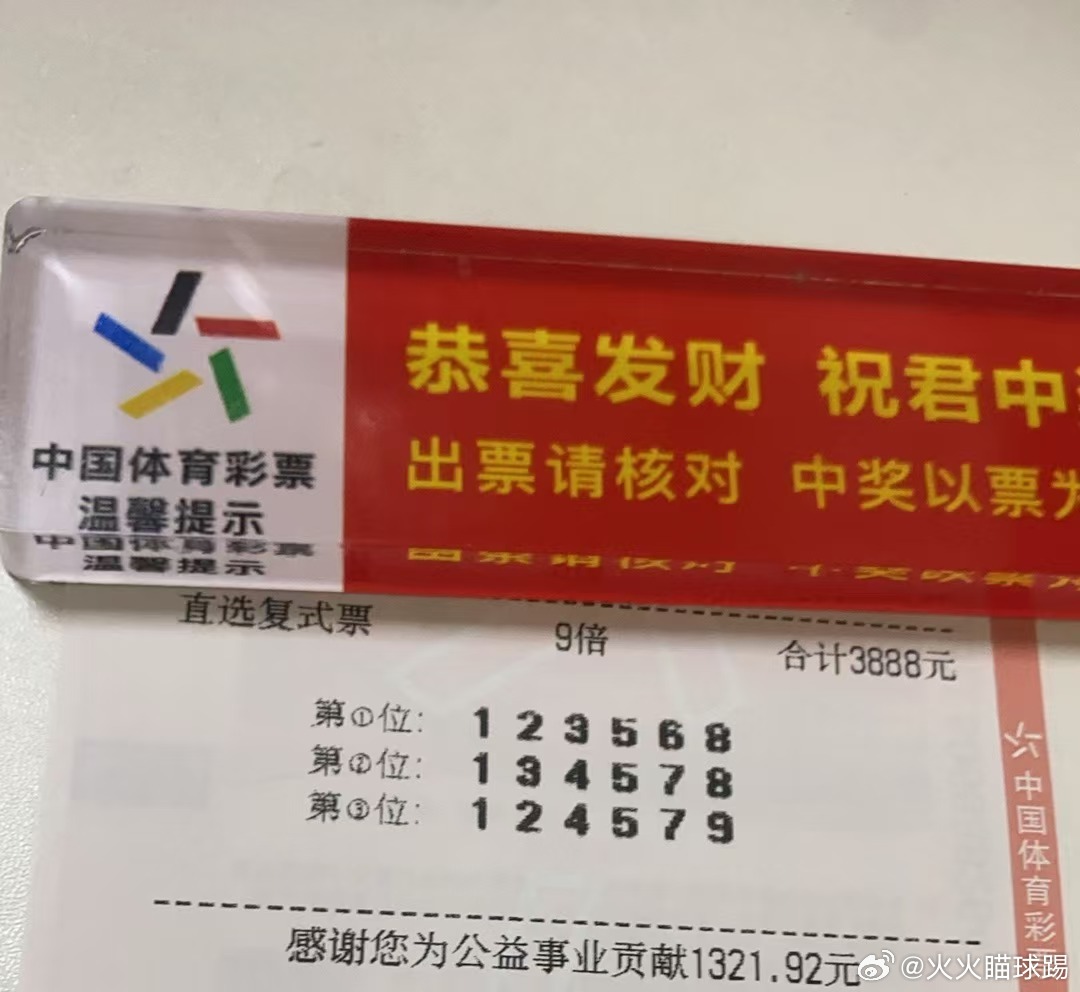 恭喜发财 祝君中
中国体育彩票
温馨提示
出票请核对 中奖以票为
直选复式票 9倍 合计3888元
第①位: 1 2 3 5 6 8
第②位: 1 3 4 5 7 8
第③位: 1 2 4 5 7 9
感谢您为公益事业贡献1321.92元
中国体育彩
@火火瞄球踢